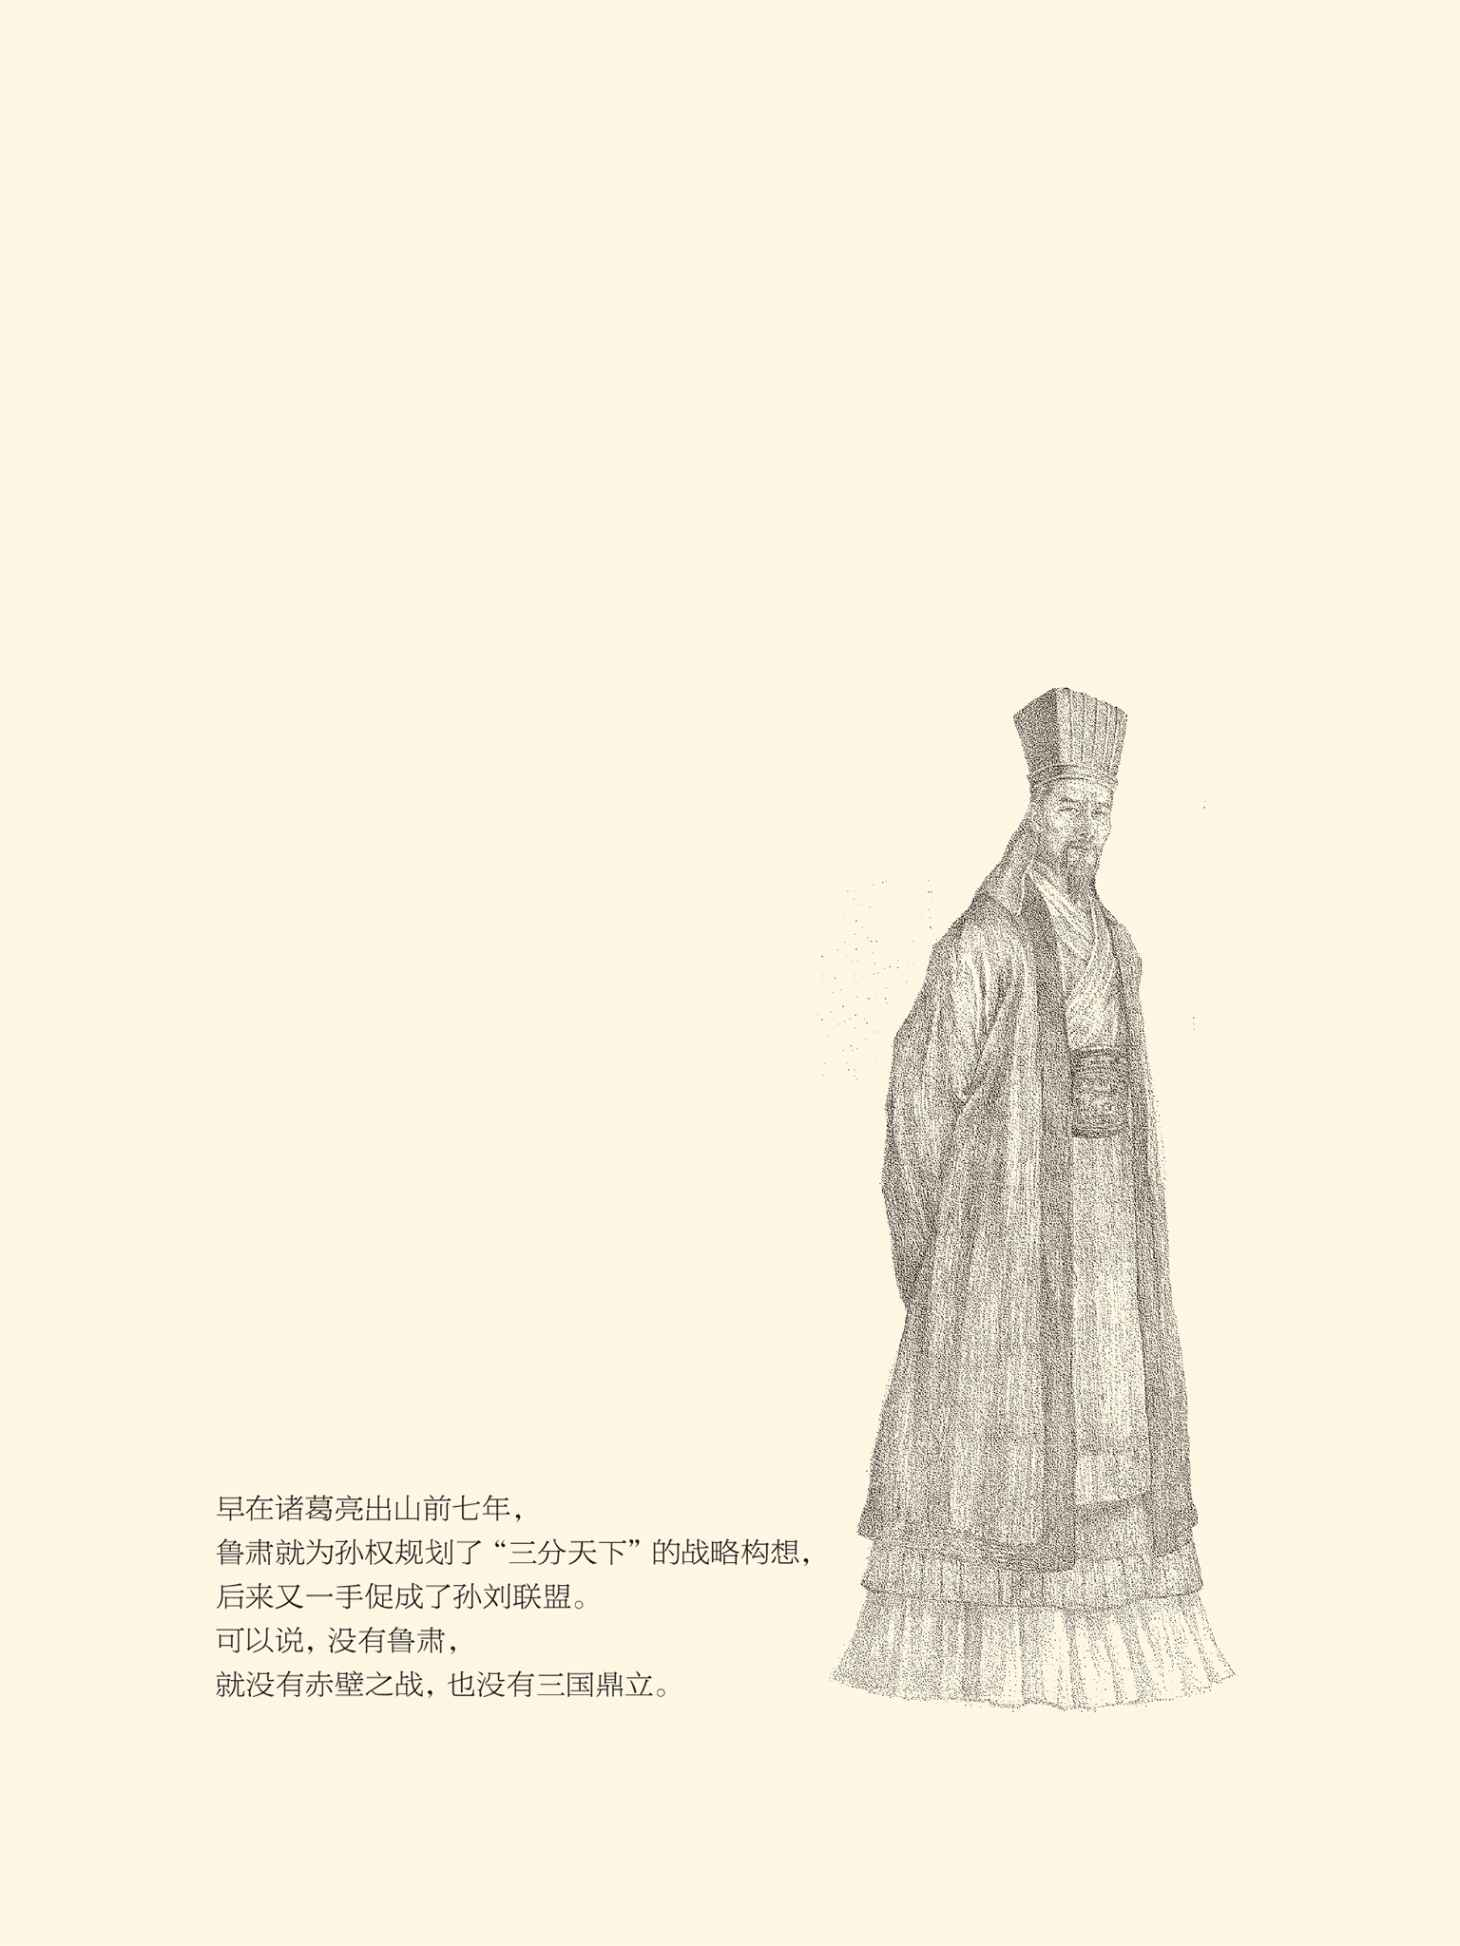 早在诸葛亮出山前七年，
鲁肃就为孙权规划了“三分天下”的战略构想，
后来又一手促成了孙刘联盟。
可以说，没有鲁肃，
就没有赤壁之战，也没有三国鼎立。